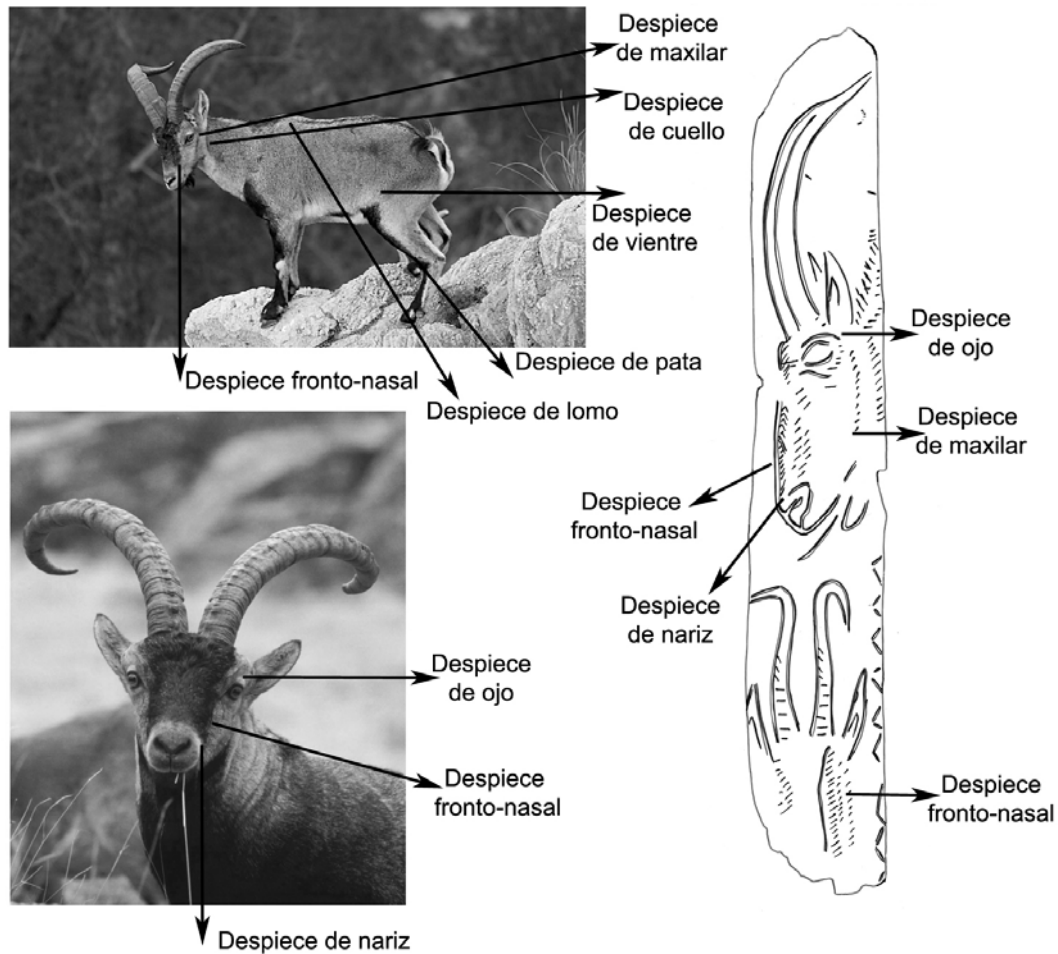 Despiece
de maxilar
Despiece
de cuello
Despiece
de vientre
Despiece de pata
Despiece fronto-nasal
Despiece de lomo
Despiece
de ojo
Despiece
fronto-nasal
Despiece de nariz
Despiece
de ojo
Despiece
de maxilar
Despiece
fronto-nasal
Despiece
de nariz
Despiece
fronto-nasal